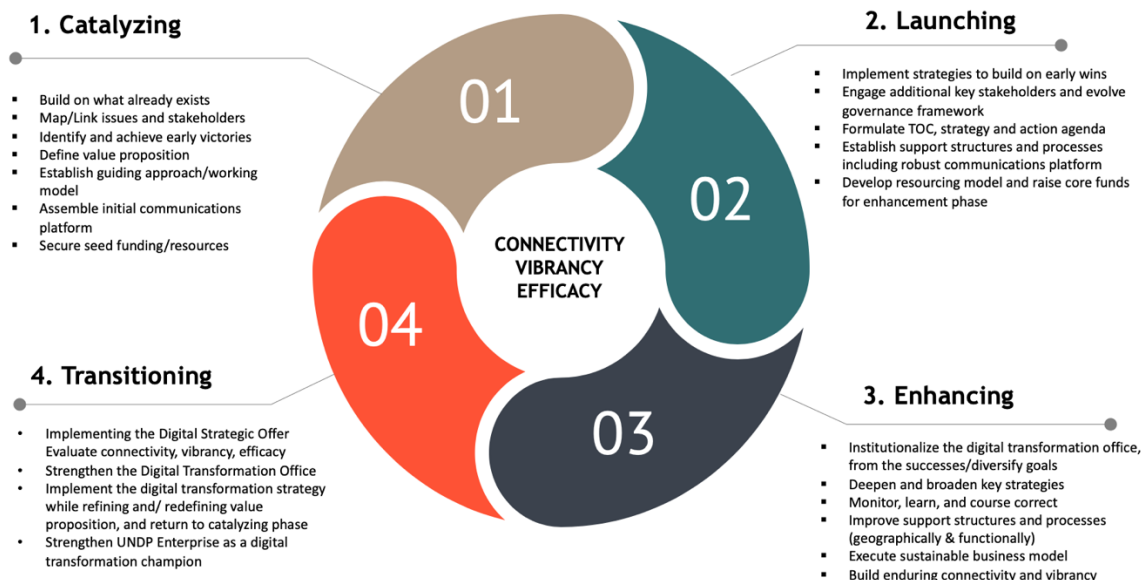 1. Catalyzing
▪ Build on what already exists
▪ Map/Link issues and stakeholders
▪ Identify and achieve early victories
▪ Define value proposition
▪ Establish guiding approach/working
model
▪ Assemble initial communications
platform
▪ Secure seed funding/resources
2. Launching
▪ Implement strategies to build on early wins
▪ Engage additional key stakeholders and evolve
governance framework
▪ Formulate TOC, strategy and action agenda
▪ Establish support structures and processes
including robust communications platform
▪ Develop resourcing model and raise core funds
for enhancement phase
01
02
CONNECTIVITY
VIBRANCY
EFFICACY
04
03
4. Transitioning
• Implementing the Digital Strategic Offer
Evaluate connectivity, vibrancy, efficacy
• Strengthen the Digital Transformation Office
• Implement the digital transformation strategy
while refining and/ redefining value
proposition, and return to catalyzing phase
• Strengthen UNDP Enterprise as a digital
transformation champion
3. Enhancing
▪ Institutionalize the digital transformation office,
from the successes/diversify goals
▪ Deepen and broaden key strategies
▪ Monitor, learn, and course correct
▪ Improve support structures and processes
(geographically & functionally)
▪ Execute sustainable business model
▪ Build enduring connectivity and vibrancy